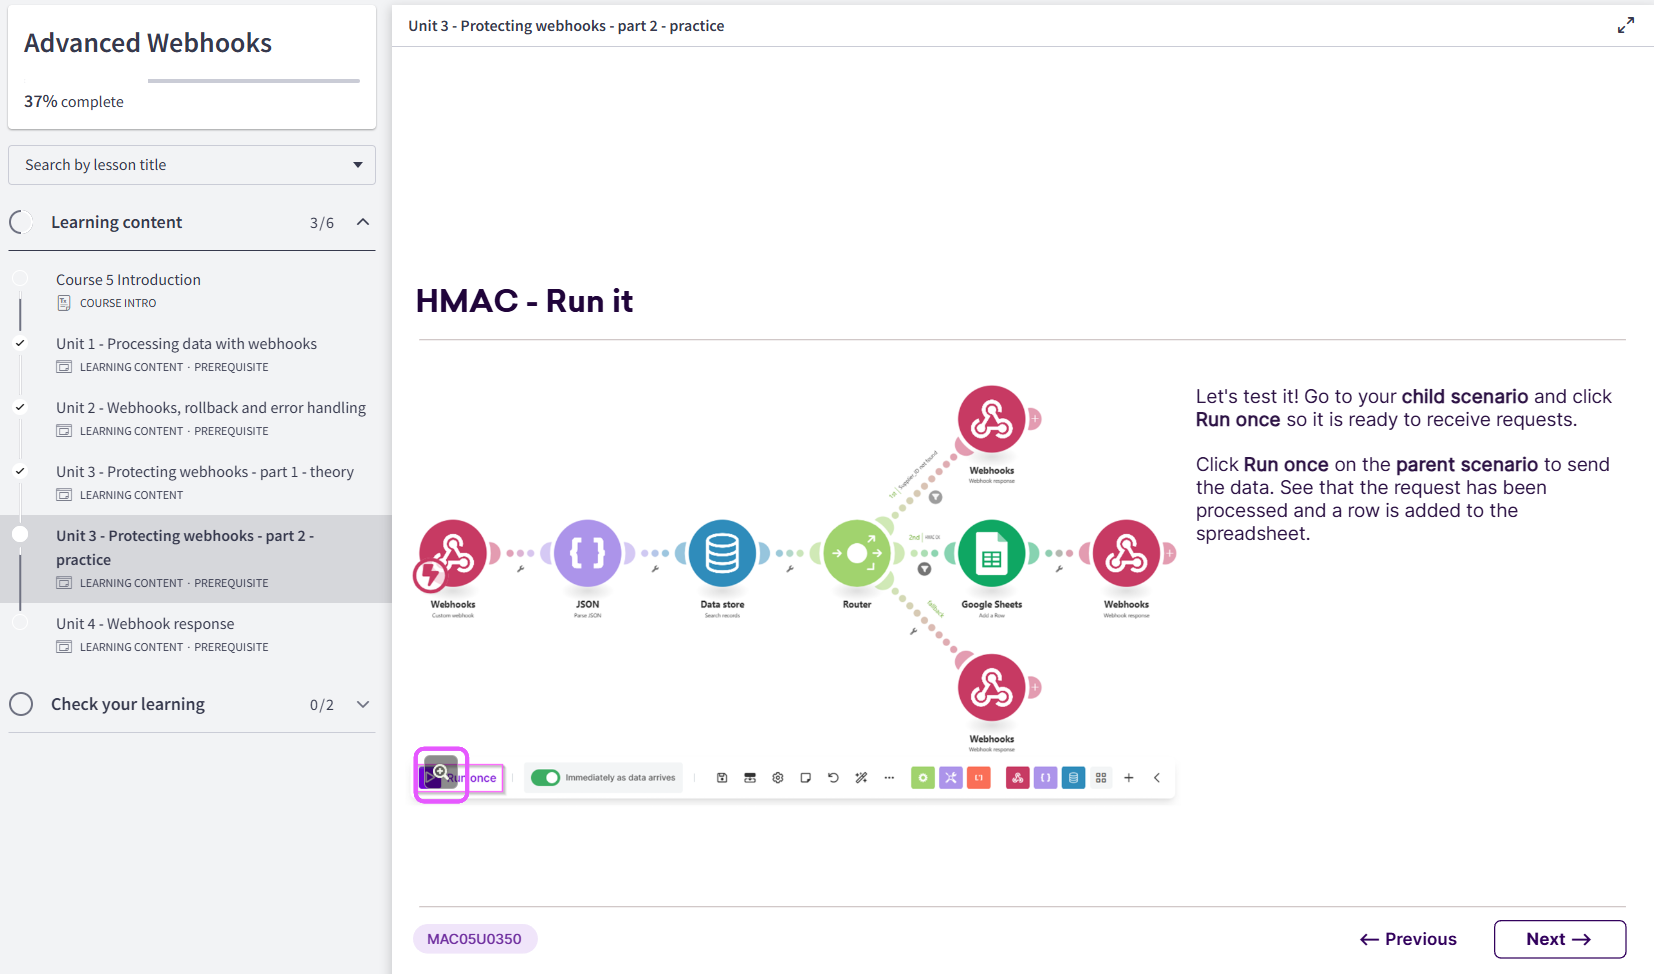 Advanced Webhooks
37% complete
Search by lesson title
Learning content
3/6
Course 5 Introduction
COURSE INTRO
Unit 1 - Processing data with webhooks
LEARNING CONTENT · PREREQUISITE
Unit 2 - Webhooks, rollback and error handling
LEARNING CONTENT · PREREQUISITE
Unit 3 - Protecting webhooks - part 1 - theory
LEARNING CONTENT
Unit 3 - Protecting webhooks - part 2 -
practice
LEARNING CONTENT · PREREQUISITE
Unit 4 - Webhook response
LEARNING CONTENT · PREREQUISITE
Check your learning
0/2
Unit 3 - Protecting webhooks - part 2 - practice
HMAC - Run it
Webhooks
Webhook response
1st
Supplier_ID not found
2nd
Webhooks
Custom webhook
JSON
Parse JSON
Data store
Search records
Router
Google Sheets
Add a Row
Webhooks
Webhook response
fallback
Webhooks
Webhook response
Run once
Immediately as data arrives
Let's test it! Go to your child scenario and click
Run once so it is ready to receive requests.
Click Run once on the parent scenario to send
the data. See that the request has been
processed and a row is added to the
spreadsheet.
MAC05U0350
← Previous
Next →